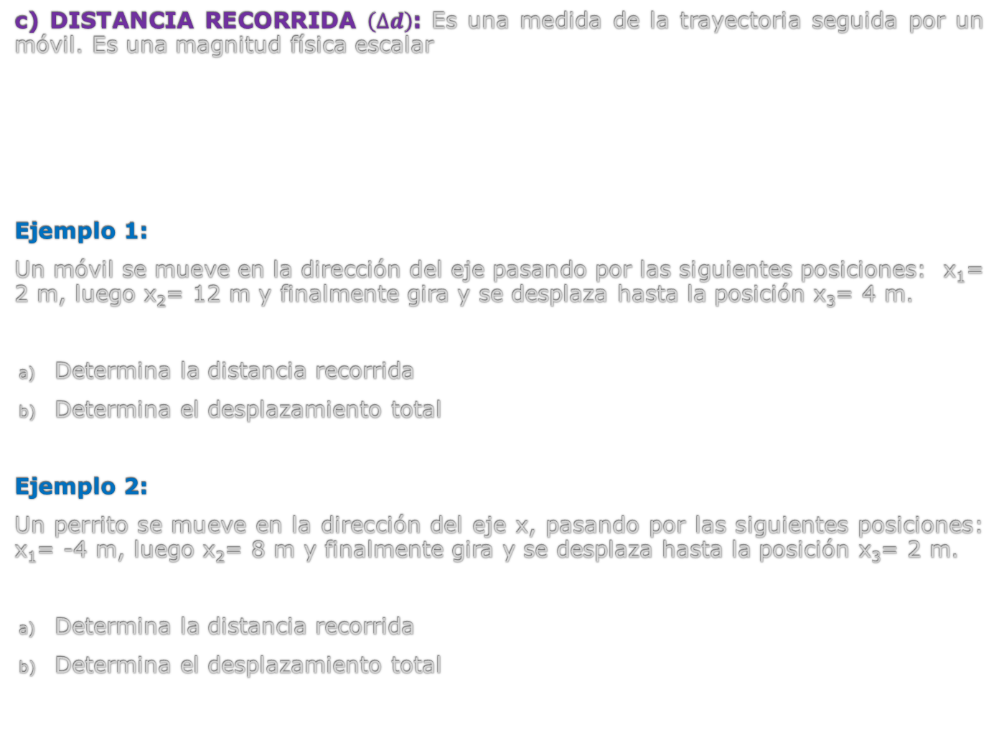 c) DISTANCIA RECORRIDA (Δd): Es una medida de la trayectoria seguida por un
móvil. Es una magnitud física escalar
Ejemplo 1:
Un móvil se mueve en la dirección del eje pasando por las siguientes posiciones: x₁=
2 m, luego x₂= 12 m y finalmente gira y se desplaza hasta la posición x₃= 4 m.
a) Determina la distancia recorrida
b) Determina el desplazamiento total
Ejemplo 2:
Un perrito se mueve en la dirección del eje x, pasando por las siguientes posiciones:
x₁= -4 m, luego x₂= 8 m y finalmente gira y se desplaza hasta la posición x₃= 2 m.
a) Determina la distancia recorrida
b) Determina el desplazamiento total